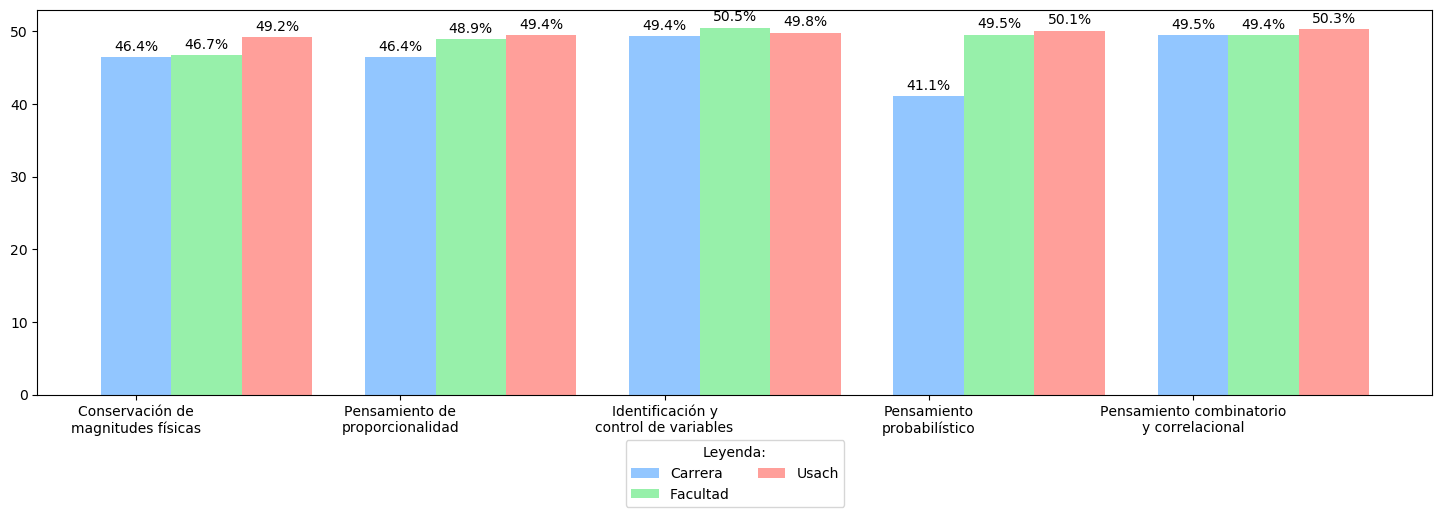 50
40
30
20
10
0
46.4%
46.7%
49.2%
46.4%
48.9%
49.4%
49.4%
50.5%
49.8%
41.1%
49.5%
50.1%
49.5%
49.4%
50.3%
Conservación de
magnitudes físicas
Pensamiento de
proporcionalidad
Identificación y
control de variables
Pensamiento
probabilístico
Pensamiento combinatorio
y correlacional
Leyenda:
Carrera
Facultad
Usach